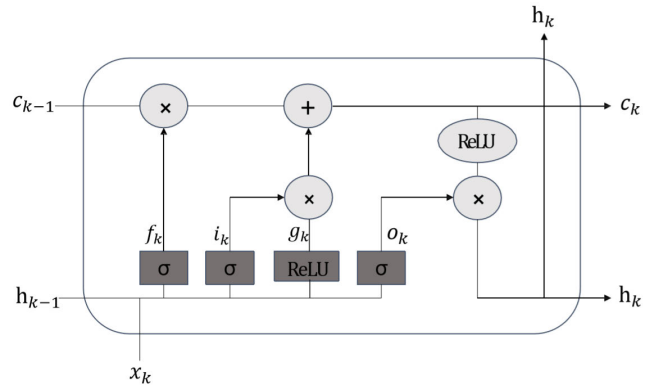 h_k
c_{k-1} × + c_k
ReLU
× ×
f_k i_k g_k o_k
σ σ ReLU σ
h_{k-1} h_k
x_k